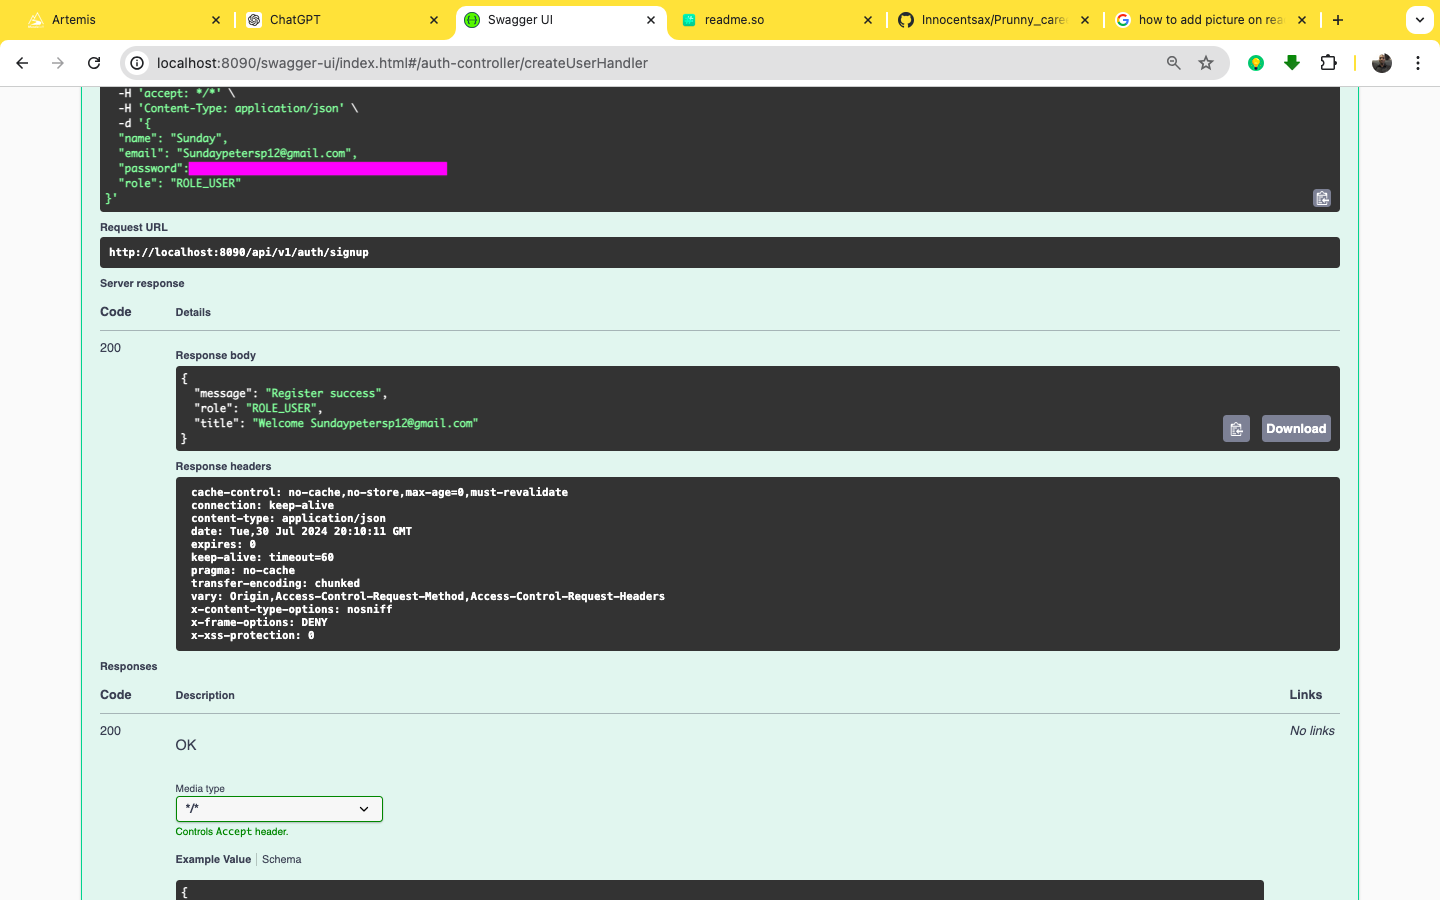 Artemis
ChatGPT
Swagger UI
readme.so
Innocentsax/Prunny_care
how to add picture on rea
localhost:8090/swagger-ui/index.html#/auth-controller/createUserHandler
-H 'accept: */*' \
-H 'Content-Type: application/json' \
-d '{
"name": "Sunday",
"email": "Sundaypetersp12@gmail.com",
"password":
"role": "ROLE_USER"
}'
Request URL
http://localhost:8090/api/v1/auth/signup
Server response
Code Details
200
Response body
{
"message": "Register success",
"role": "ROLE_USER",
"title": "Welcome Sundaypetersp12@gmail.com"
}
Download
Response headers
cache-control: no-cache,no-store,max-age=0,must-revalidate
connection: keep-alive
content-type: application/json
date: Tue,30 Jul 2024 20:10:11 GMT
expires: 0
keep-alive: timeout=60
pragma: no-cache
transfer-encoding: chunked
vary: Origin,Access-Control-Request-Method,Access-Control-Request-Headers
x-content-type-options: nosniff
x-frame-options: DENY
x-xss-protection: 0
Responses
Code Description Links
200 No links
OK
Media type
*/*
Controls Accept header.
Example Value Schema
{